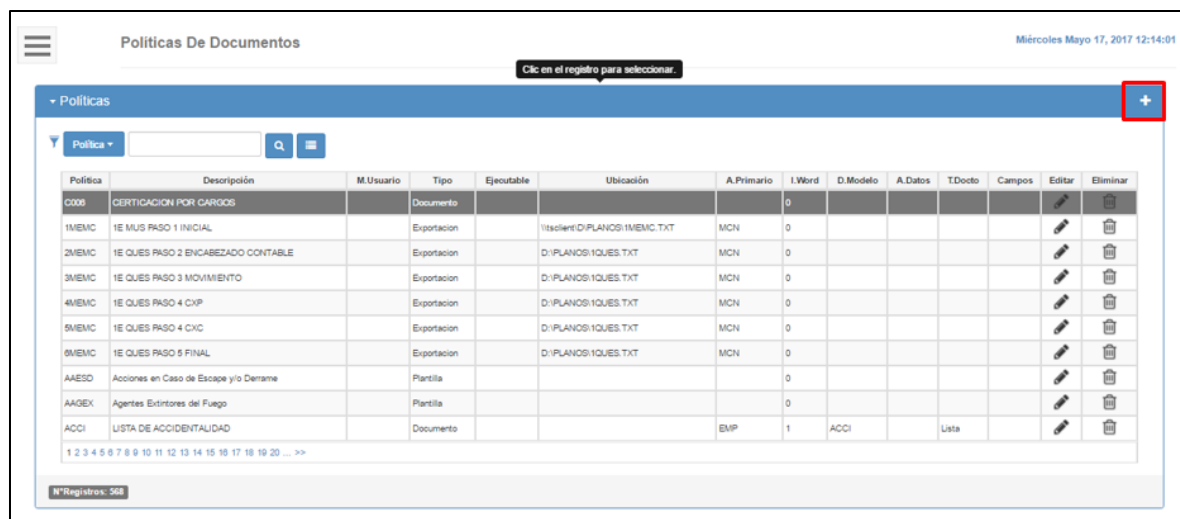 Políticas De Documentos
Miércoles Mayo 17, 2017 12:14:01
Clic en el registro para seleccionar.
Políticas
Política
Política Descripción M.Usuario Tipo Ejecutable Ubicación A.Primario I.Word D.Modelo A.Datos T.Docto Campos Editar Eliminar
C006 CERTICACION POR CARGOS Documento 0
1MEMC 1E MUS PASO 1 INICIAL Exportacion \\tsclient\D\PLANOS\1MEMC.TXT MCN 0
2MEMC 1E QUES PASO 2 ENCABEZADO CONTABLE Exportacion D:\PLANOS\1QUES.TXT MCN 0
3MEMC 1E QUES PASO 3 MOVIMIENTO Exportacion D:\PLANOS\1QUES.TXT MCN 0
4MEMC 1E QUES PASO 4 CXP Exportacion D:\PLANOS\1QUES.TXT MCN 0
5MEMC 1E QUES PASO 4 CXC Exportacion D:\PLANOS\1QUES.TXT MCN 0
6MEMC 1E QUES PASO 5 FINAL Exportacion D:\PLANOS\1QUES.TXT MCN 0
AAESD Acciones en Caso de Escape y/o Derrame Plantilla 0
AAGEX Agentes Extintores del Fuego Plantilla 0
ACCI LISTA DE ACCIDENTALIDAD Documento EMP 1 ACCI Lista
1 2 3 4 5 6 7 8 9 10 11 12 13 14 15 16 17 18 19 20 ... >>
N°Registros: 568